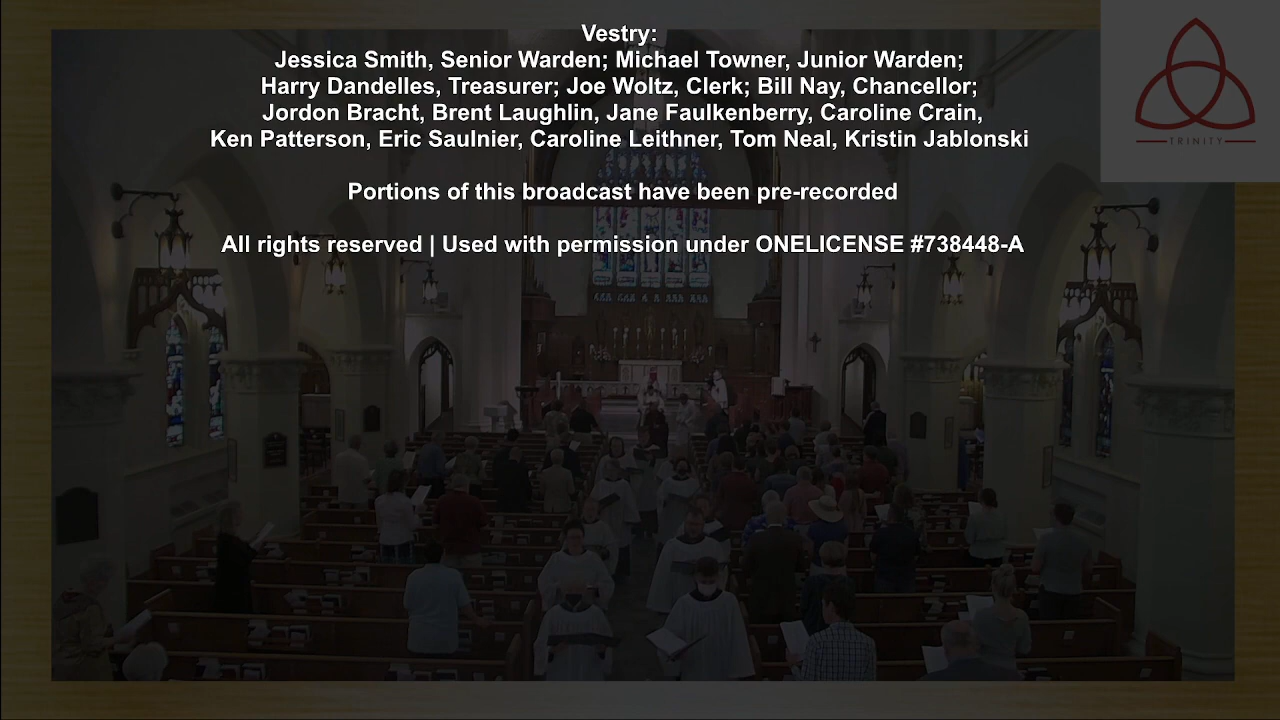 Vestry:
Jessica Smith, Senior Warden; Michael Towner, Junior Warden;
Harry Dandelles, Treasurer; Joe Woltz, Clerk; Bill Nay, Chancellor;
Jordon Bracht, Brent Laughlin, Jane Faulkenberry, Caroline Crain,
Ken Patterson, Eric Saulnier, Caroline Leithner, Tom Neal, Kristin Jablonski
Portions of this broadcast have been pre-recorded
All rights reserved | Used with permission under ONELICENSE #738448-A
TRINITY